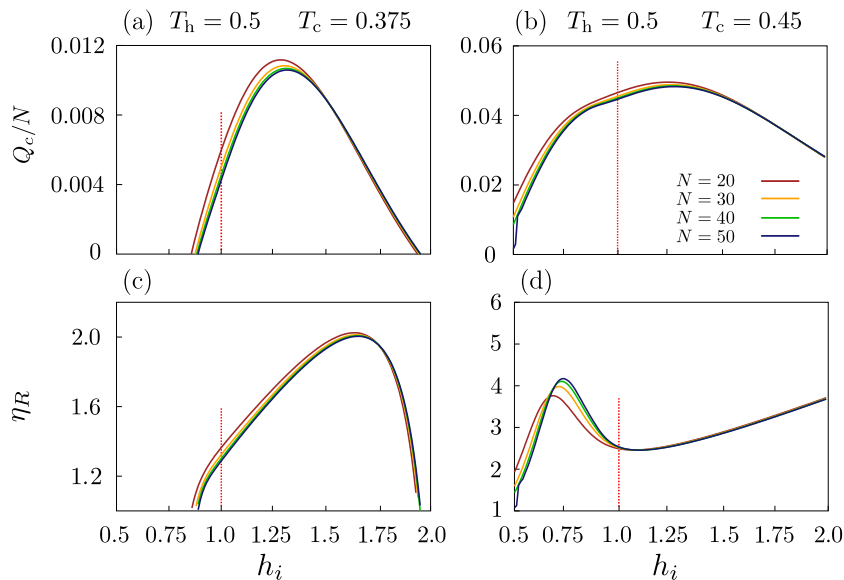 (a) T_h = 0.5 T_c = 0.375
(b) T_h = 0.5 T_c = 0.45
0.012
0.008
0.004
0
Q_c/N
0.06
0.04
0.02
0
N = 20
N = 30
N = 40
N = 50
(c)
2.0
1.6
1.2
η_R
0.5 0.75 1.0 1.25 1.5 1.75 2.0
h_i
(d)
6
5
4
3
2
1
0.5 0.75 1.0 1.25 1.5 1.75 2.0
h_i